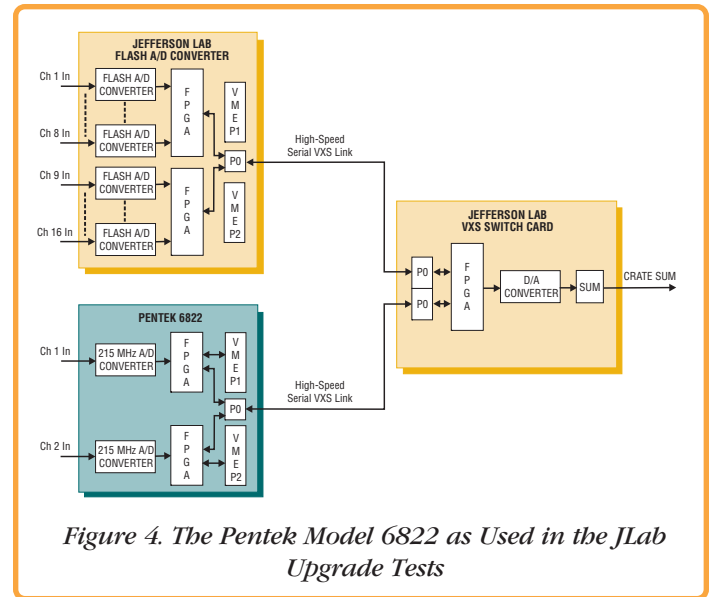 JEFFERSON LAB
FLASH A/D CONVERTER
Ch 1 In
FLASH A/D
CONVERTER
Ch 8 In
FLASH A/D
CONVERTER
Ch 9 In
FLASH A/D
CONVERTER
Ch 16 In
FLASH A/D
CONVERTER
F
P
G
A
F
P
G
A
V
M
E
P1
P0
V
M
E
P2
High-Speed
Serial VXS Link
PENTEK 6822
Ch 1 In
215 MHz A/D
CONVERTER
Ch 2 In
215 MHz A/D
CONVERTER
F
P
G
A
F
P
G
A
V
M
E
P1
P0
V
M
E
P2
High-Speed
Serial VXS Link
JEFFERSON LAB
VXS SWITCH CARD
P0
P0
F
P
G
A
D/A
CONVERTER
SUM
CRATE SUM
Figure 4. The Pentek Model 6822 as Used in the JLab
Upgrade Tests